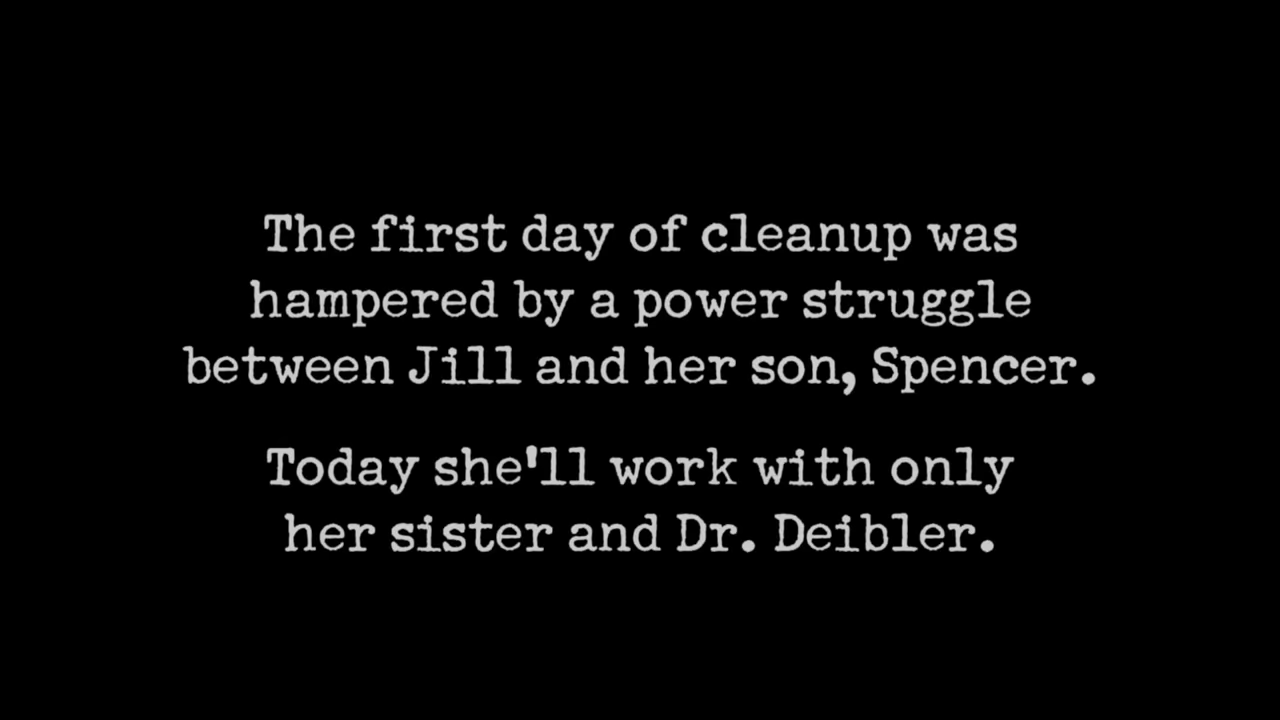 The first day of cleanup was
hampered by a power struggle
between Jill and her son, Spencer.
Today she'll work with only
her sister and Dr. Deibler.